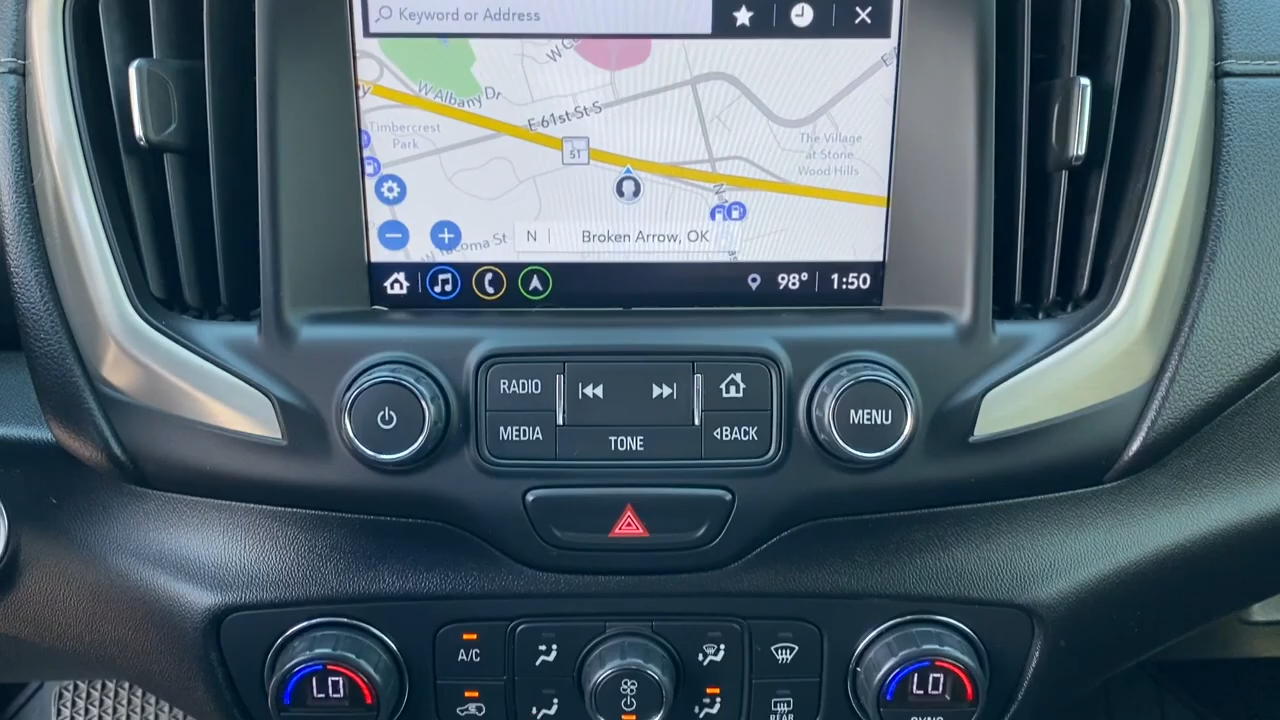 Keyword or Address
W Albany Dr
E 61st St S
Timbercrest
Park
51
The Village
at Stone
Wood Hills
N
N
Broken Arrow, OK
98° 1:50
RADIO
MEDIA
TONE
BACK
MENU
A/C
LO
LO
REAR
SYNC